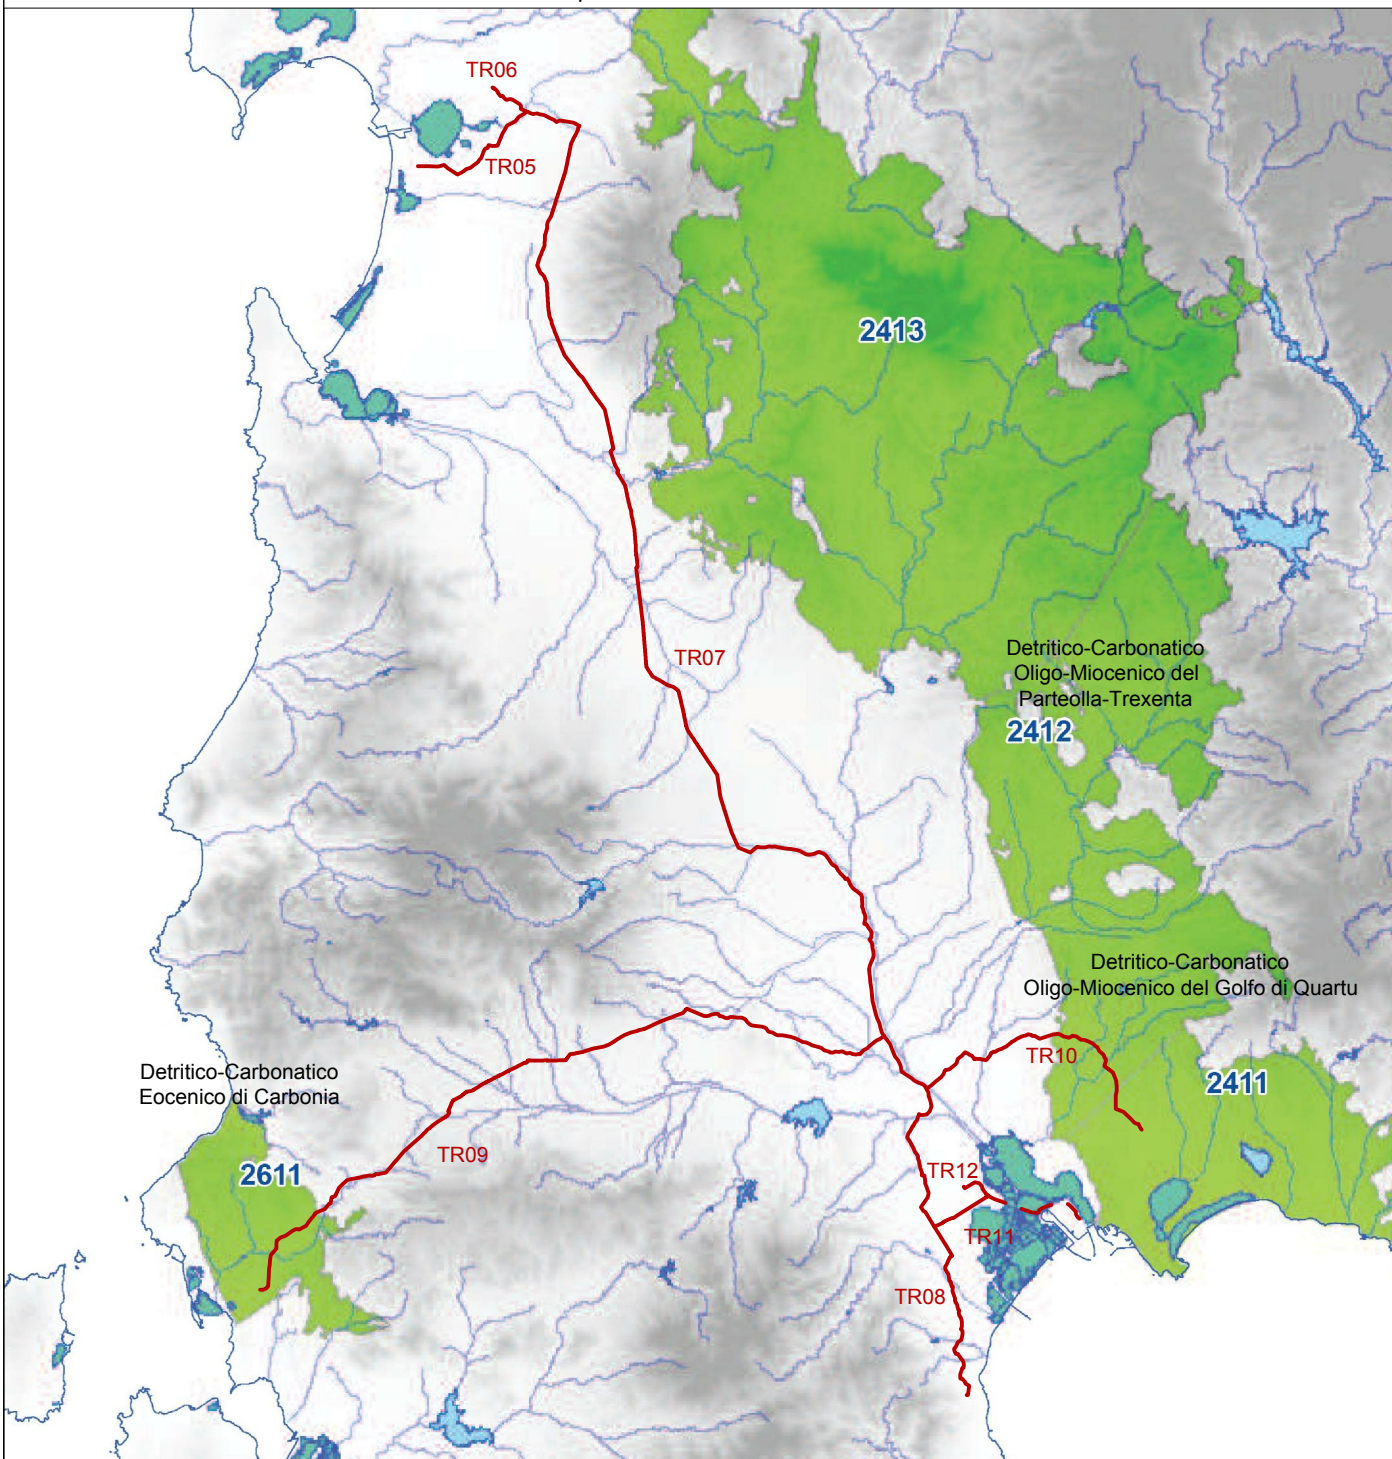 TR06
TR05
2413
Detritico-Carbonatico
Oligo-Miocenico del
Parteolla-Trexenta
TR07
2412
Detritico-Carbonatico
Oligo-Miocenico del Golfo di Quartu
TR10
Detritico-Carbonatico
Eocenico di Carbonia
2411
TR09
2611
TR12
TR11
TR08